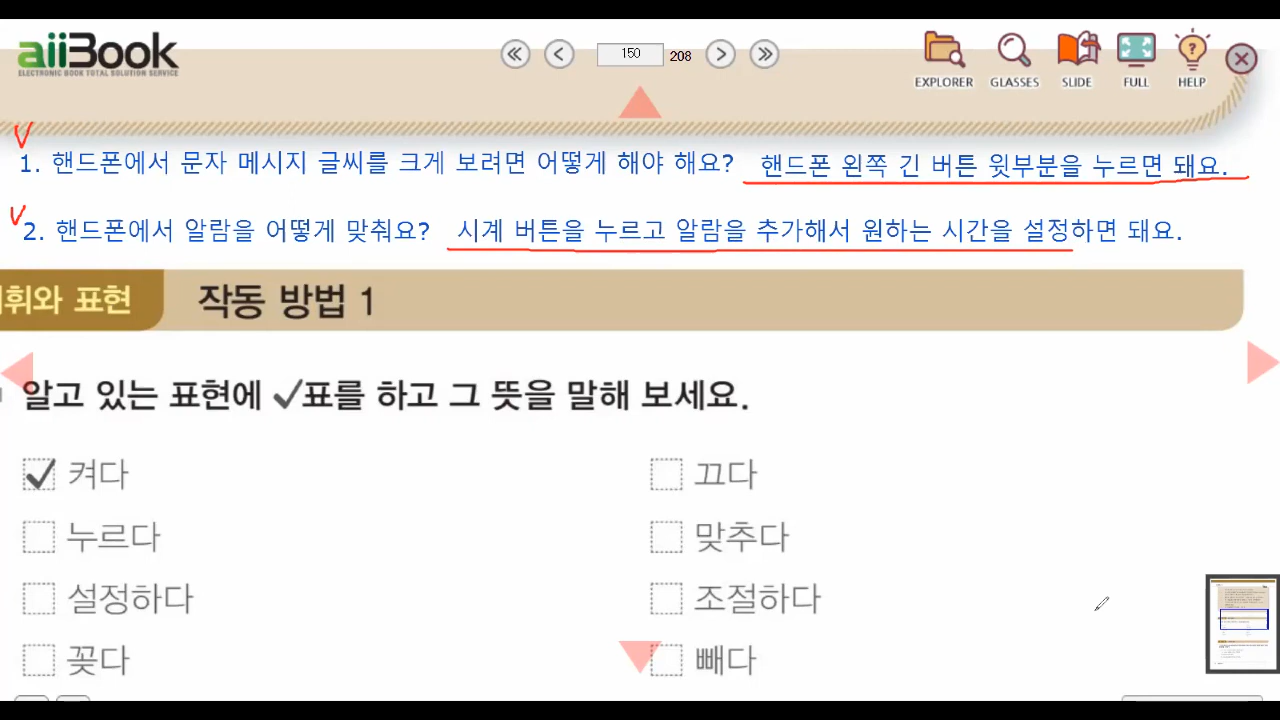 aiiBook
ELECTRONIC BOOK TOTAL SOLUTION SERVICE
150 208
EXPLORER GLASSES SLIDE FULL HELP
1. 핸드폰에서 문자 메시지 글씨를 크게 보려면 어떻게 해야 해요? 핸드폰 왼쪽 긴 버튼 윗부분을 누르면 돼요.
2. 핸드폰에서 알람을 어떻게 맞춰요? 시계 버튼을 누르고 알람을 추가해서 원하는 시간을 설정하면 돼요.
휘와 표현 작동 방법 1
알고 있는 표현에 ✓표를 하고 그 뜻을 말해 보세요.
켜다 끄다
누르다 맞추다
설정하다 조절하다
꽂다 빼다